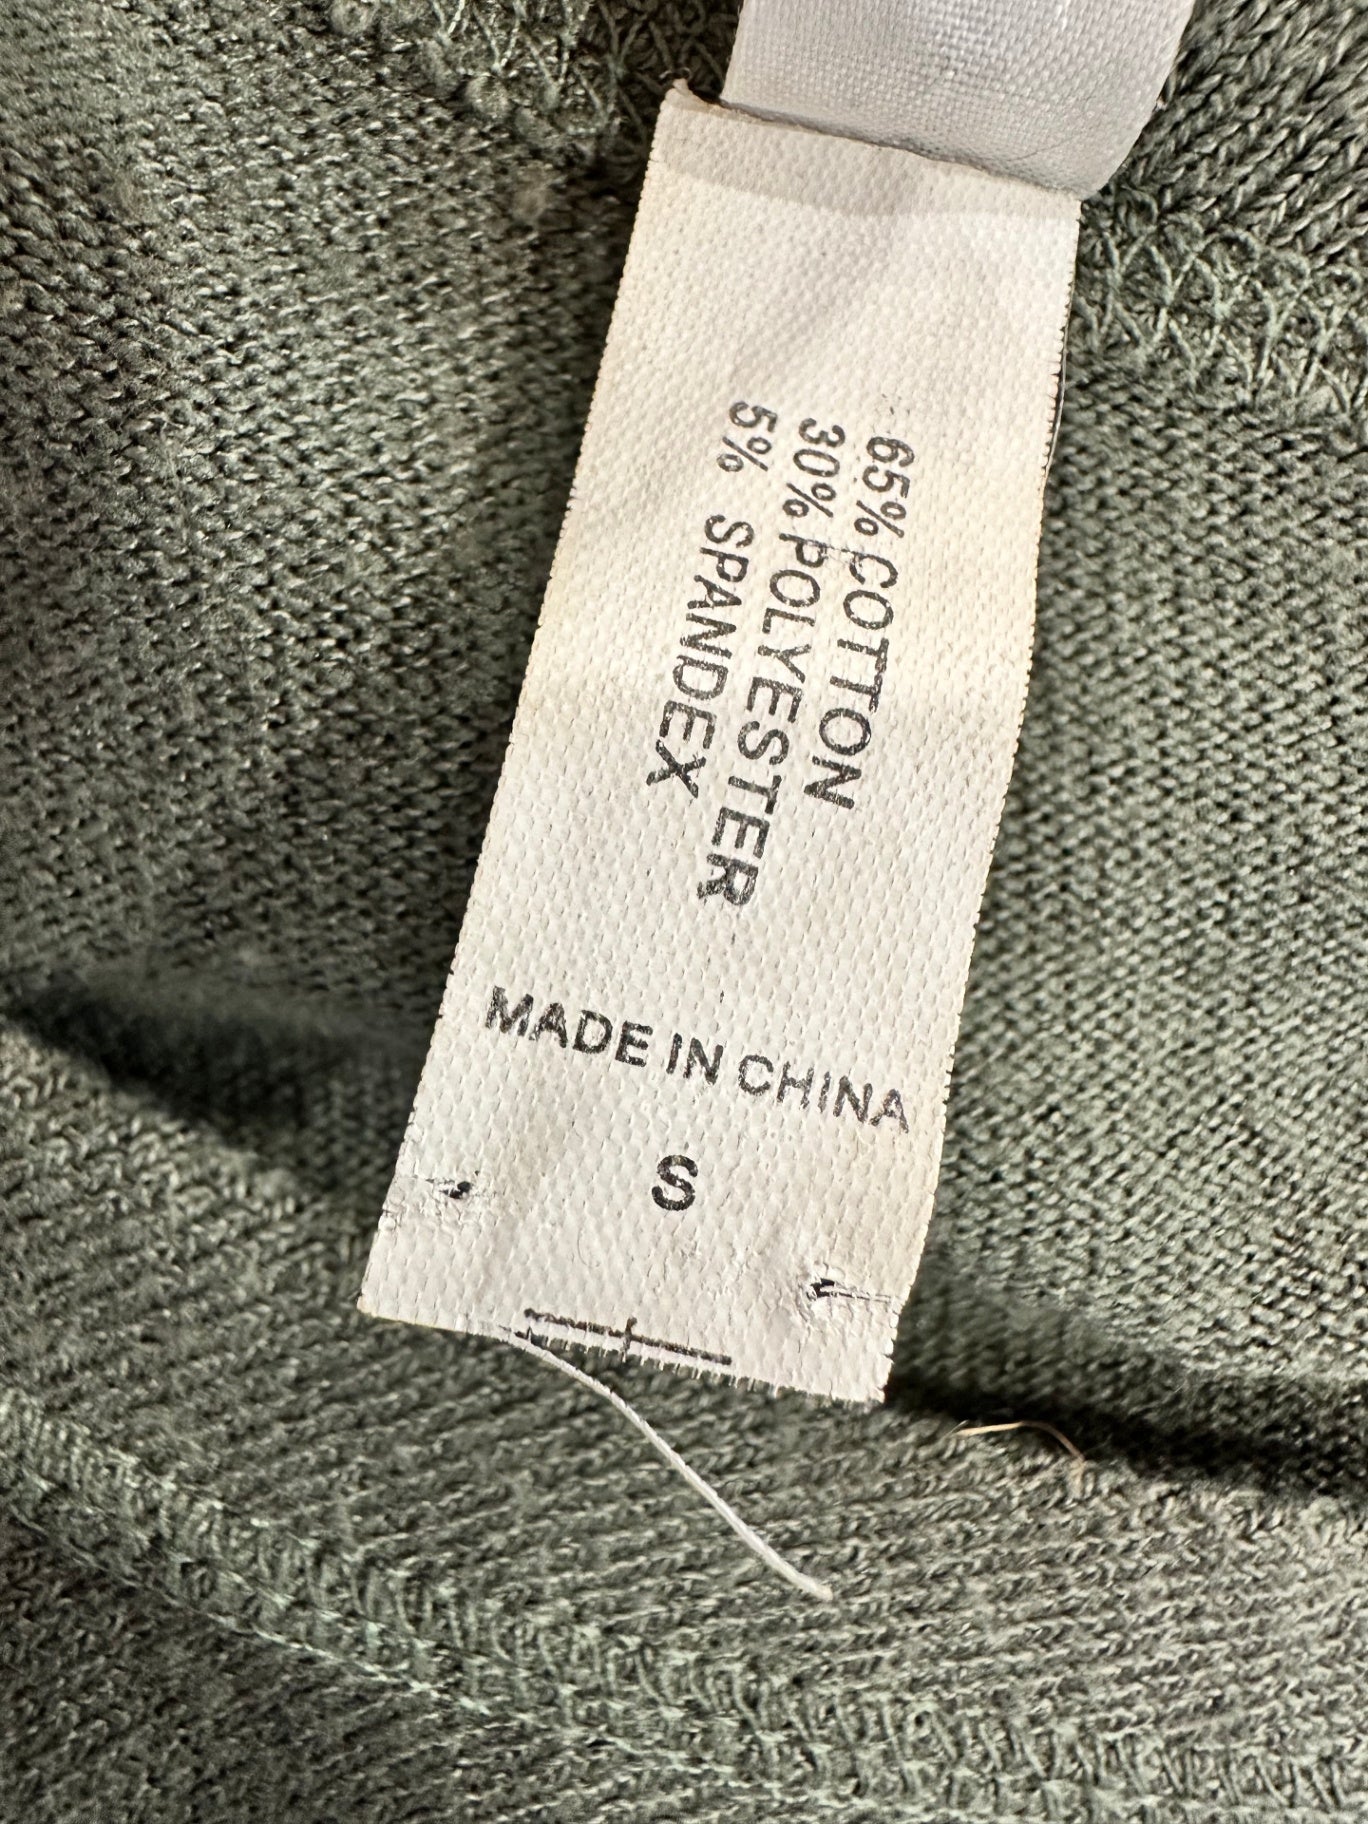 65% COTTON
30% POLYESTER
5% SPANDEX
MADE IN CHINA
S